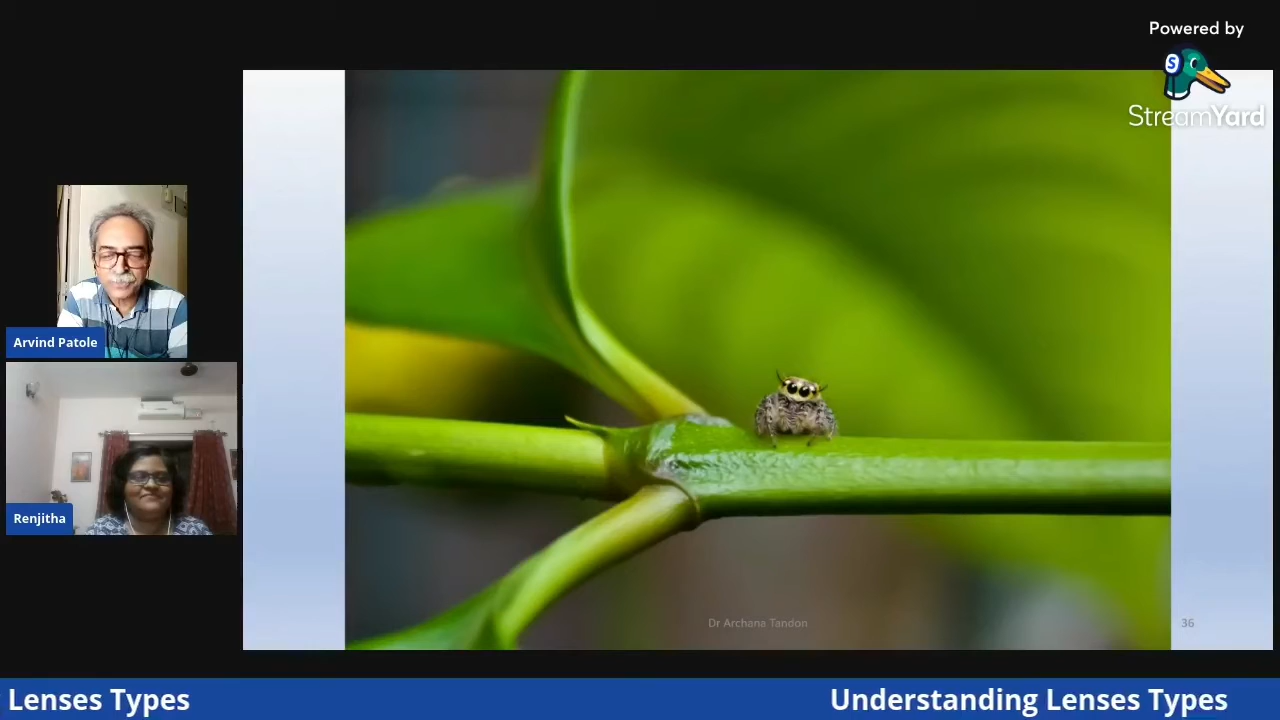 Powered by
S
StreamYard
Arvind Patole
Renjitha
Dr Archana Tandon
36
Lenses Types
Understanding Lenses Types